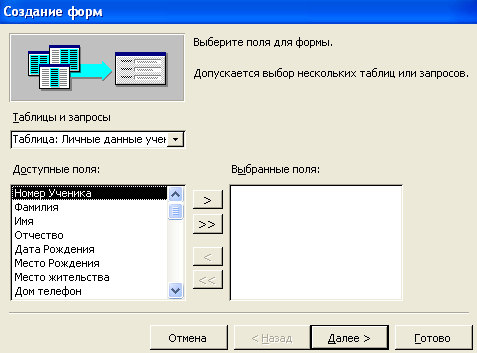 Создание форм
Выберите поля для формы.
Допускается выбор нескольких таблиц или запросов.
Таблицы и запросы
Таблица: Личные данные учен
Доступные поля:
Выбранные поля:
Номер Ученика
Фамилия
Имя
Отчество
Дата Рождения
Место Рождения
Место жительства
Дом телефон
>
>>
<
<<
Отмена
< Назад
Далее >
Готово